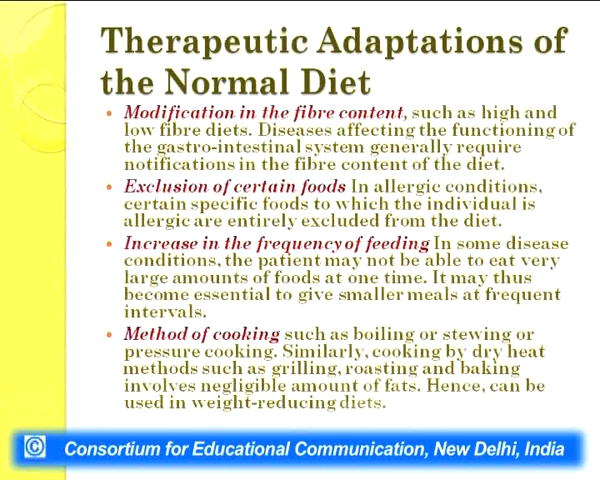 Therapeutic Adaptations of
the Normal Diet
• Modification in the fibre content, such as high and
low fibre diets. Diseases affecting the functioning of
the gastro-intestinal system generally require
notifications in the fibre content of the diet.
• Exclusion of certain foods In allergic conditions,
certain specific foods to which the individual is
allergic are entirely excluded from the diet.
• Increase in the frequency of feeding In some disease
conditions, the patient may not be able to eat very
large amounts of foods at one time. It may thus
become essential to give smaller meals at frequent
intervals.
• Method of cooking such as boiling or stewing or
pressure cooking. Similarly, cooking by dry heat
methods such as grilling, roasting and baking
involves negligible amount of fats. Hence, can be
used in weight-reducing diets.
© Consortium for Educational Communication, New Delhi, India